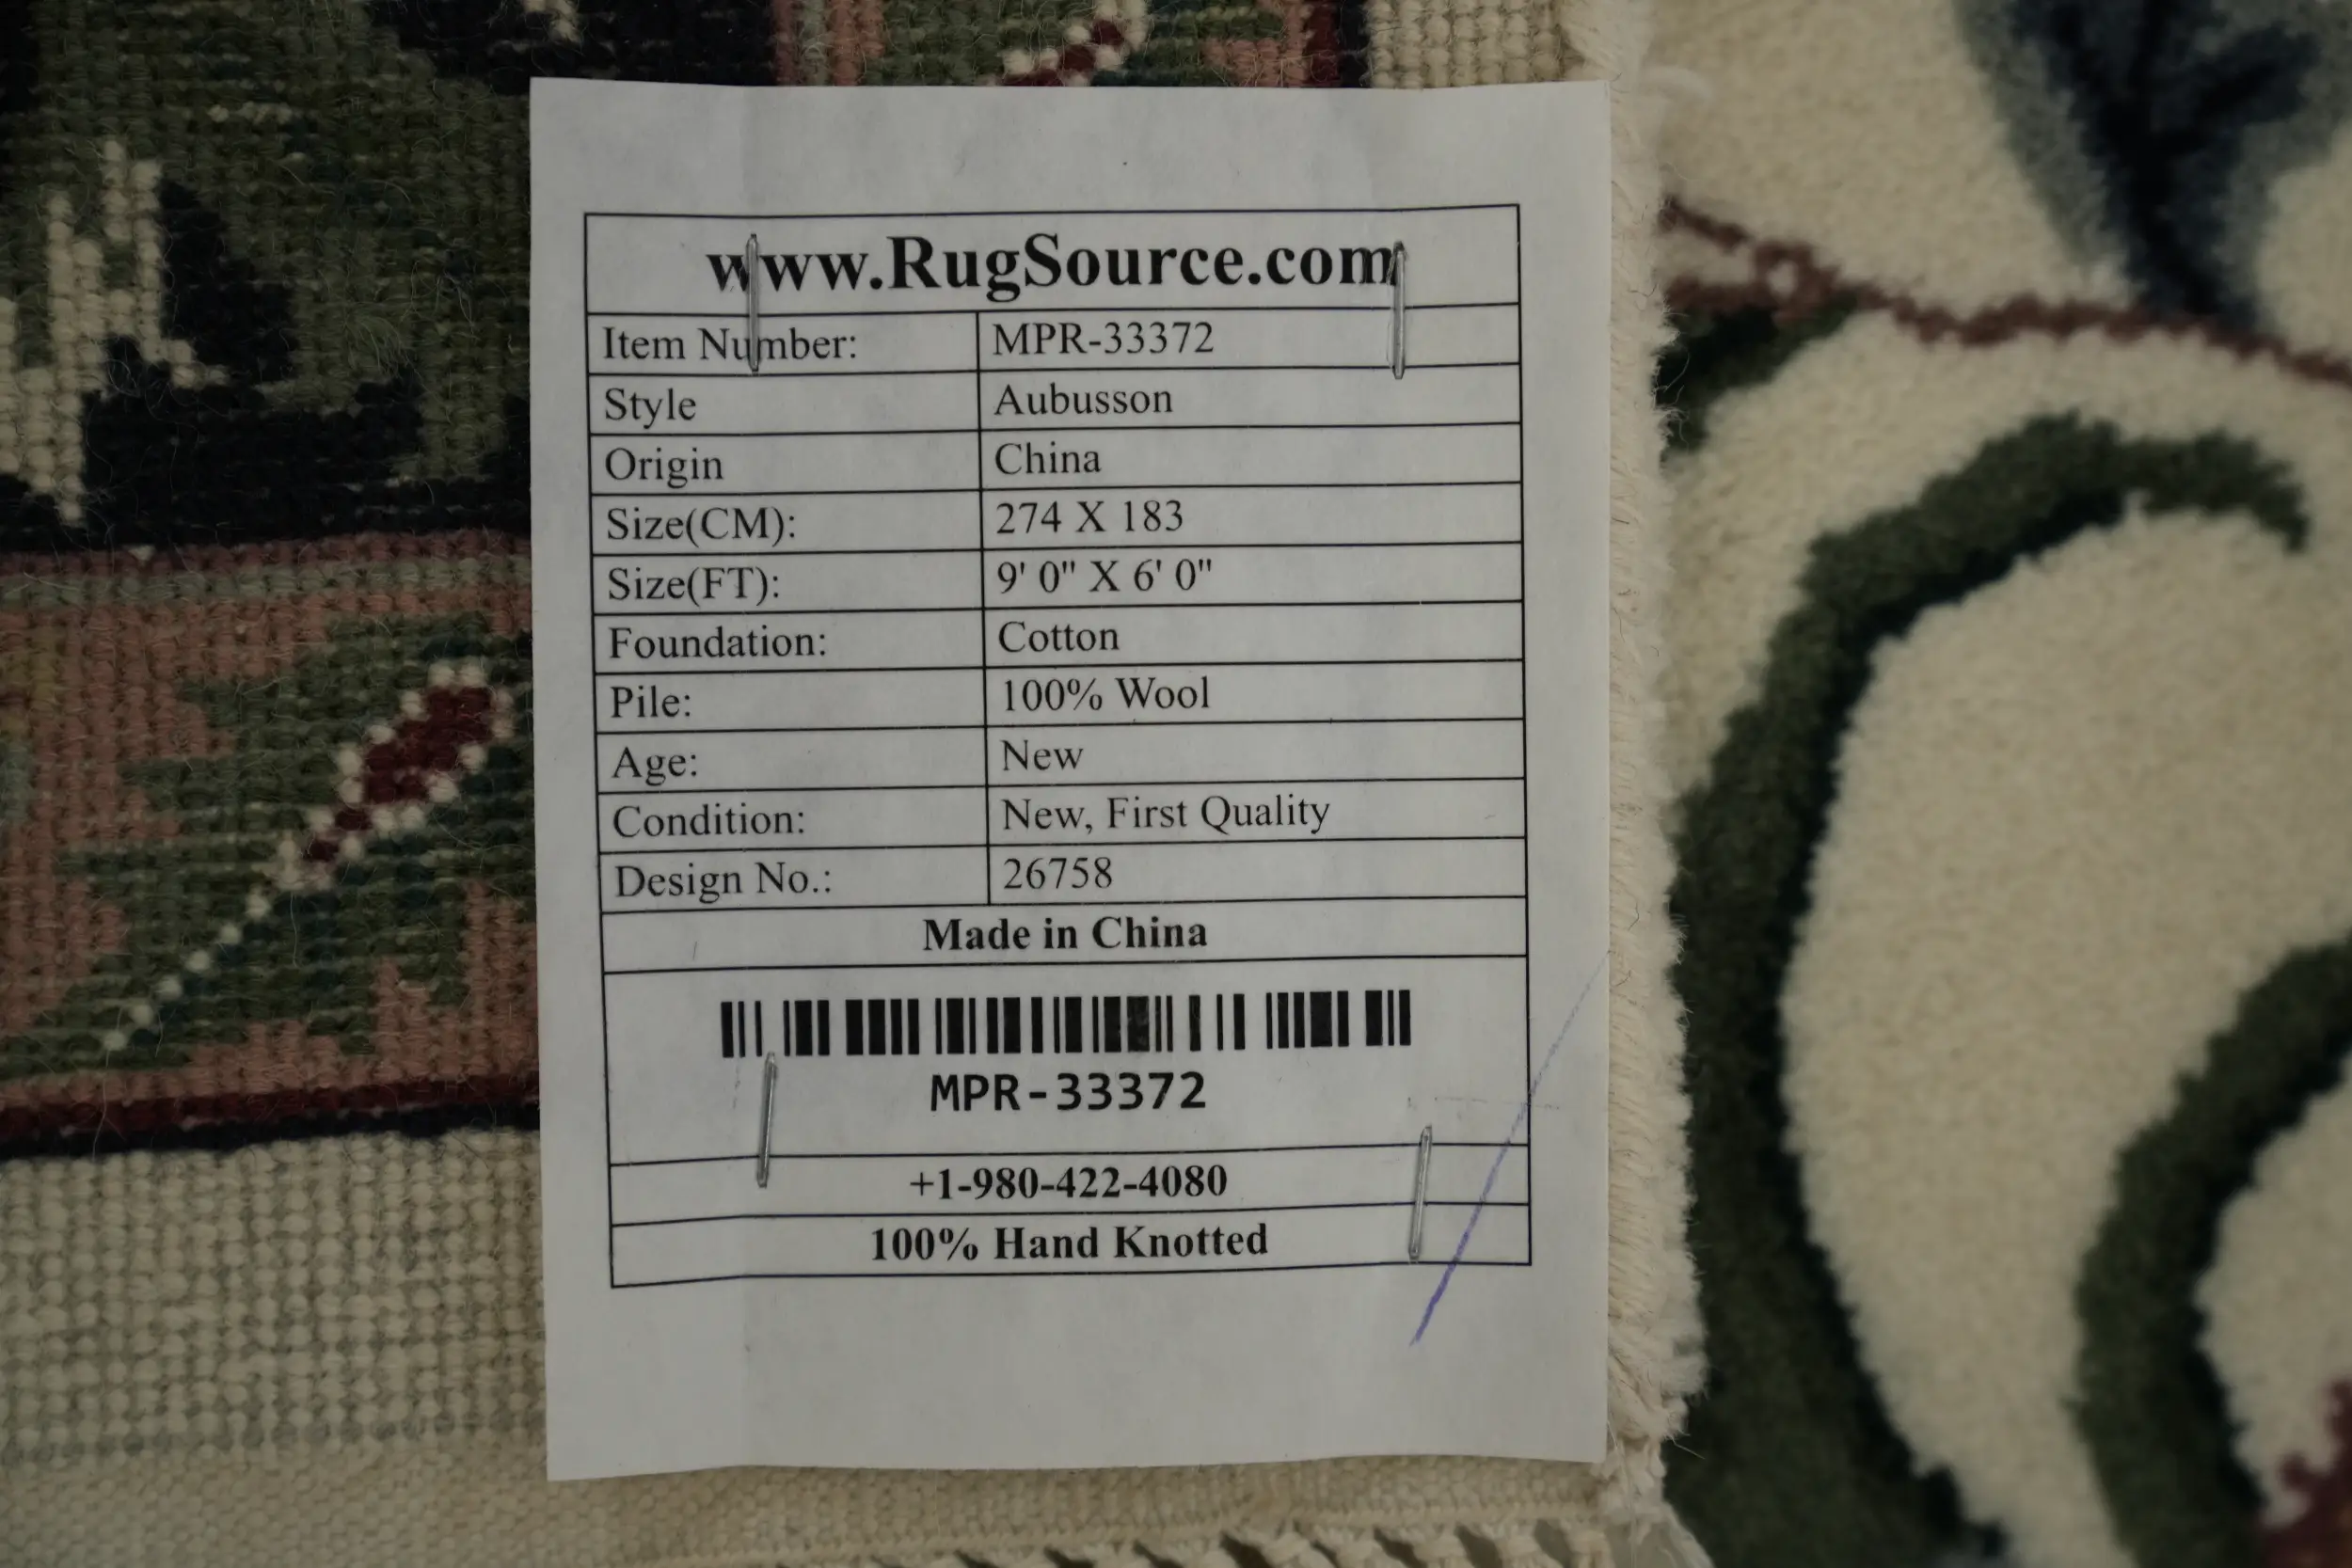 www.RugSource.com
Item Number: MPR-33372
Style Aubusson
Origin China
Size(CM): 274 X 183
Size(FT): 9' 0" X 6' 0"
Foundation: Cotton
Pile: 100% Wool
Age: New
Condition: New, First Quality
Design No.: 26758
Made in China
MPR-33372
+1-980-422-4080
100% Hand Knotted